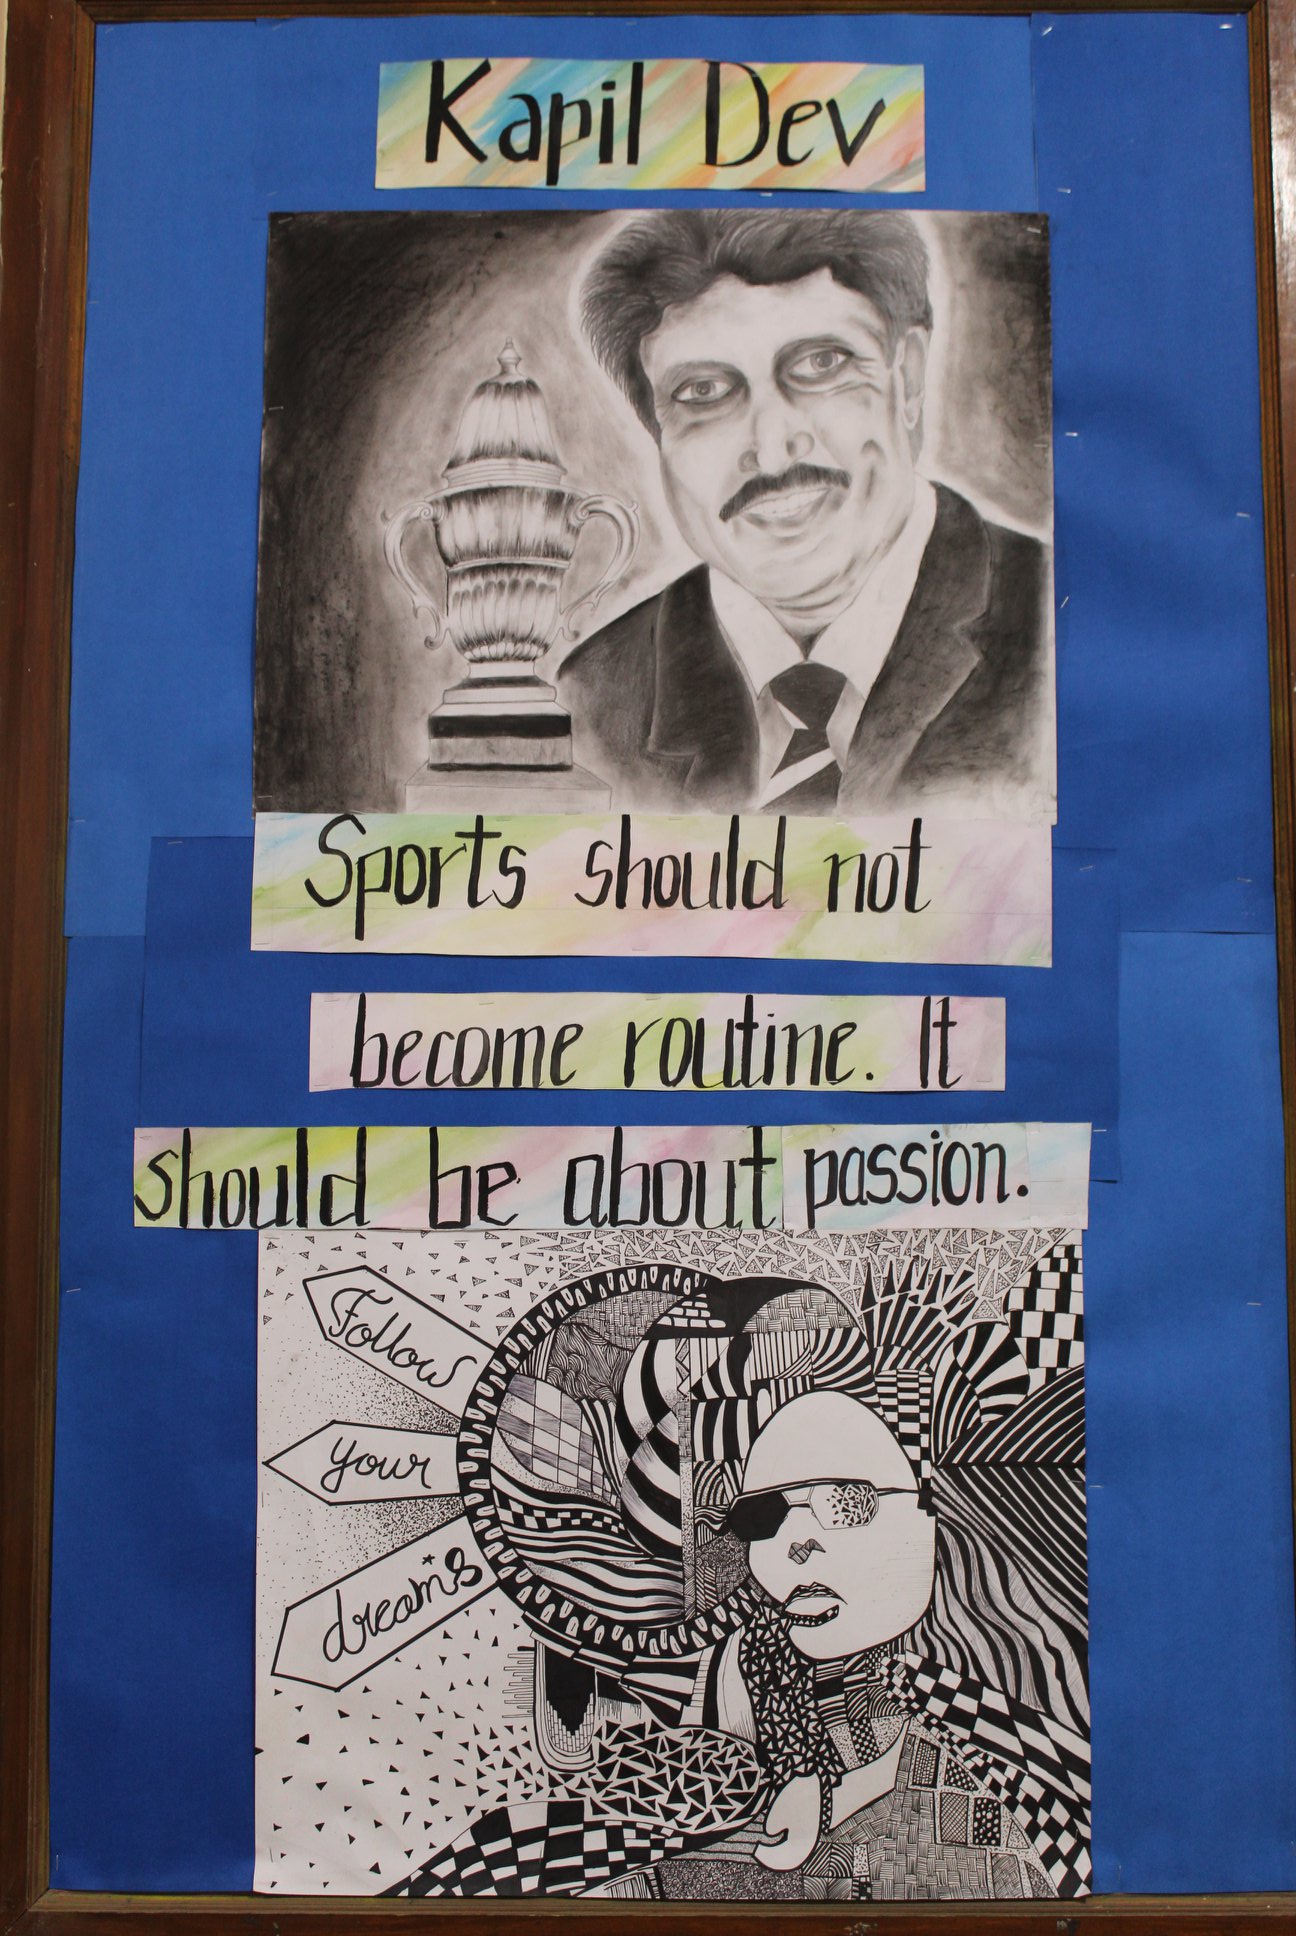 Kapil Dev
Sports should not
become routine. It
should be about passion.
Follow
your
dreams